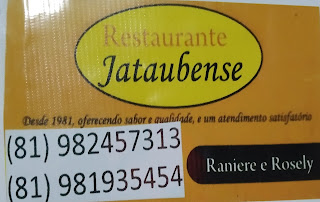 Restaurante
Jataubense
Desde 1981, oferecendo sabor e qualidade, e um atendimento satisfatório
(81) 982457313
(81) 981935454
Raniere e Rosely